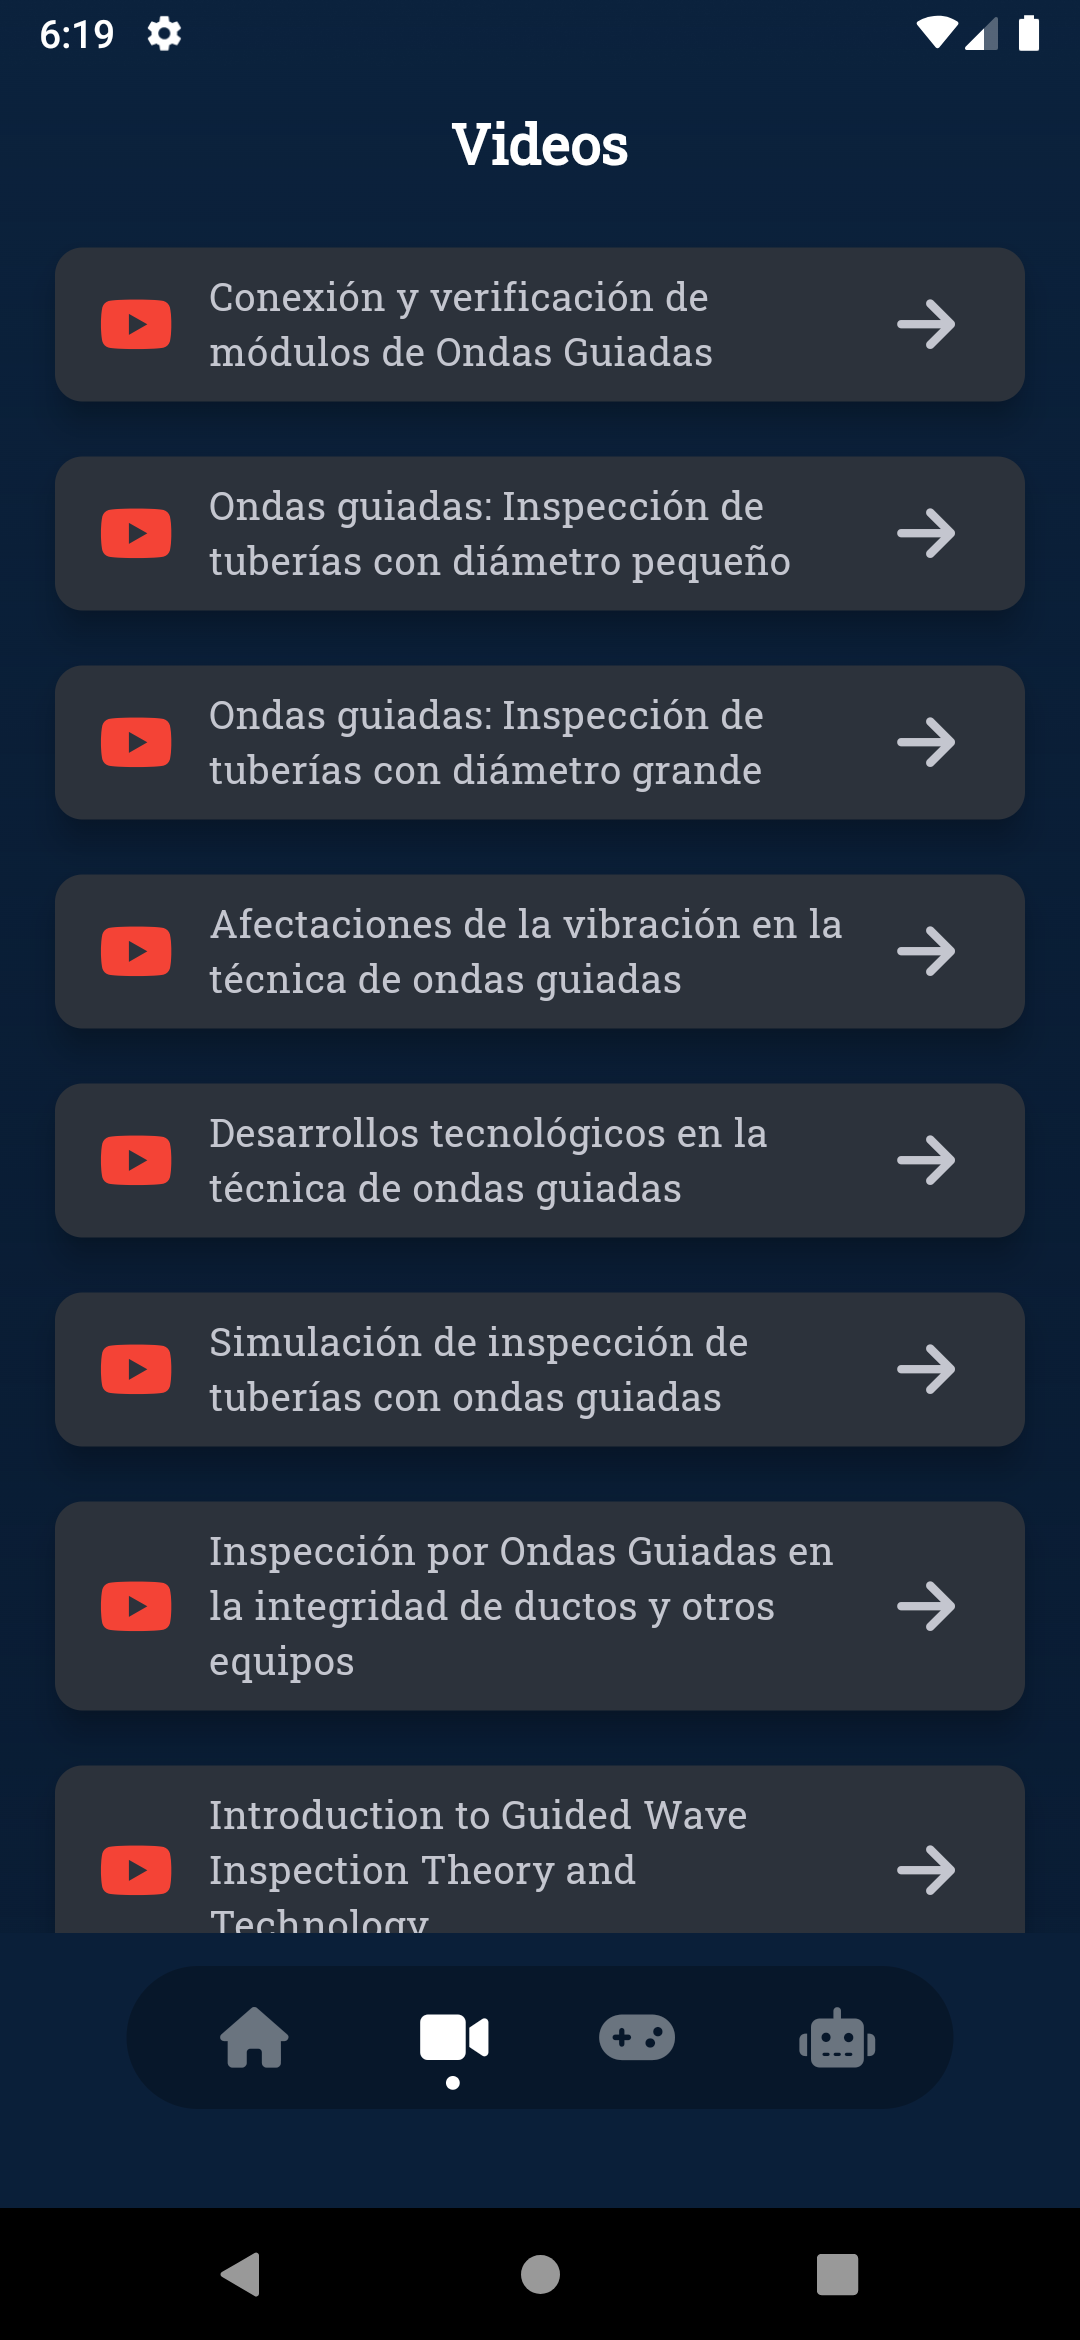 6:19
Videos
Conexión y verificación de
módulos de Ondas Guiadas
Ondas guiadas: Inspección de
tuberías con diámetro pequeño
Ondas guiadas: Inspección de
tuberías con diámetro grande
Afectaciones de la vibración en la
técnica de ondas guiadas
Desarrollos tecnológicos en la
técnica de ondas guiadas
Simulación de inspección de
tuberías con ondas guiadas
Inspección por Ondas Guiadas en
la integridad de ductos y otros
equipos
Introduction to Guided Wave
Inspection Theory and
Technology